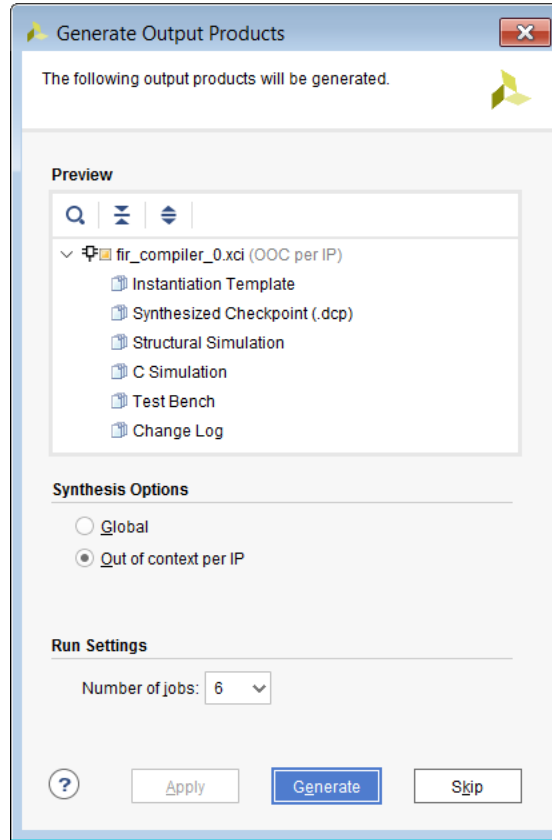 Generate Output Products
The following output products will be generated.
Preview
fir_compiler_0.xci (OOC per IP)
Instantiation Template
Synthesized Checkpoint (.dcp)
Structural Simulation
C Simulation
Test Bench
Change Log
Synthesis Options
Global
Out of context per IP
Run Settings
Number of jobs: 6
? Apply Generate Skip